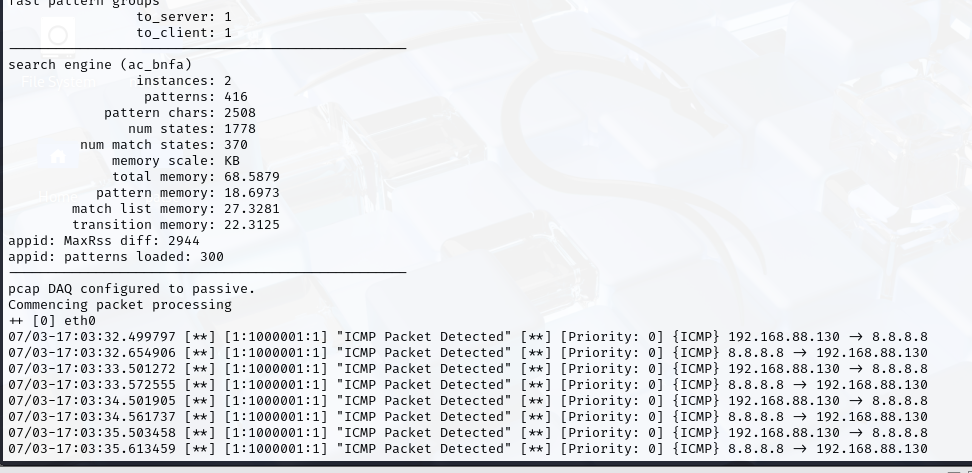 fast pattern groups
to_server: 1
to_client: 1
search engine (ac_bnfa)
instances: 2
patterns: 416
pattern chars: 2508
num states: 1778
num match states: 370
memory scale: KB
total memory: 68.5879
pattern memory: 18.6973
match list memory: 27.3281
transition memory: 22.3125
appid: MaxRss diff: 2944
appid: patterns loaded: 300
pcap DAQ configured to passive.
Commencing packet processing
++ [0] eth0
07/03-17:03:32.499797 [**] [1:1000001:1] "ICMP Packet Detected" [**] [Priority: 0] {ICMP} 192.168.88.130 → 8.8.8.8
07/03-17:03:32.654906 [**] [1:1000001:1] "ICMP Packet Detected" [**] [Priority: 0] {ICMP} 8.8.8.8 → 192.168.88.130
07/03-17:03:33.501272 [**] [1:1000001:1] "ICMP Packet Detected" [**] [Priority: 0] {ICMP} 192.168.88.130 → 8.8.8.8
07/03-17:03:33.572555 [**] [1:1000001:1] "ICMP Packet Detected" [**] [Priority: 0] {ICMP} 8.8.8.8 → 192.168.88.130
07/03-17:03:34.501905 [**] [1:1000001:1] "ICMP Packet Detected" [**] [Priority: 0] {ICMP} 192.168.88.130 → 8.8.8.8
07/03-17:03:34.561737 [**] [1:1000001:1] "ICMP Packet Detected" [**] [Priority: 0] {ICMP} 8.8.8.8 → 192.168.88.130
07/03-17:03:35.503458 [**] [1:1000001:1] "ICMP Packet Detected" [**] [Priority: 0] {ICMP} 192.168.88.130 → 8.8.8.8
07/03-17:03:35.613459 [**] [1:1000001:1] "ICMP Packet Detected" [**] [Priority: 0] {ICMP} 8.8.8.8 → 192.168.88.130
File System
Home